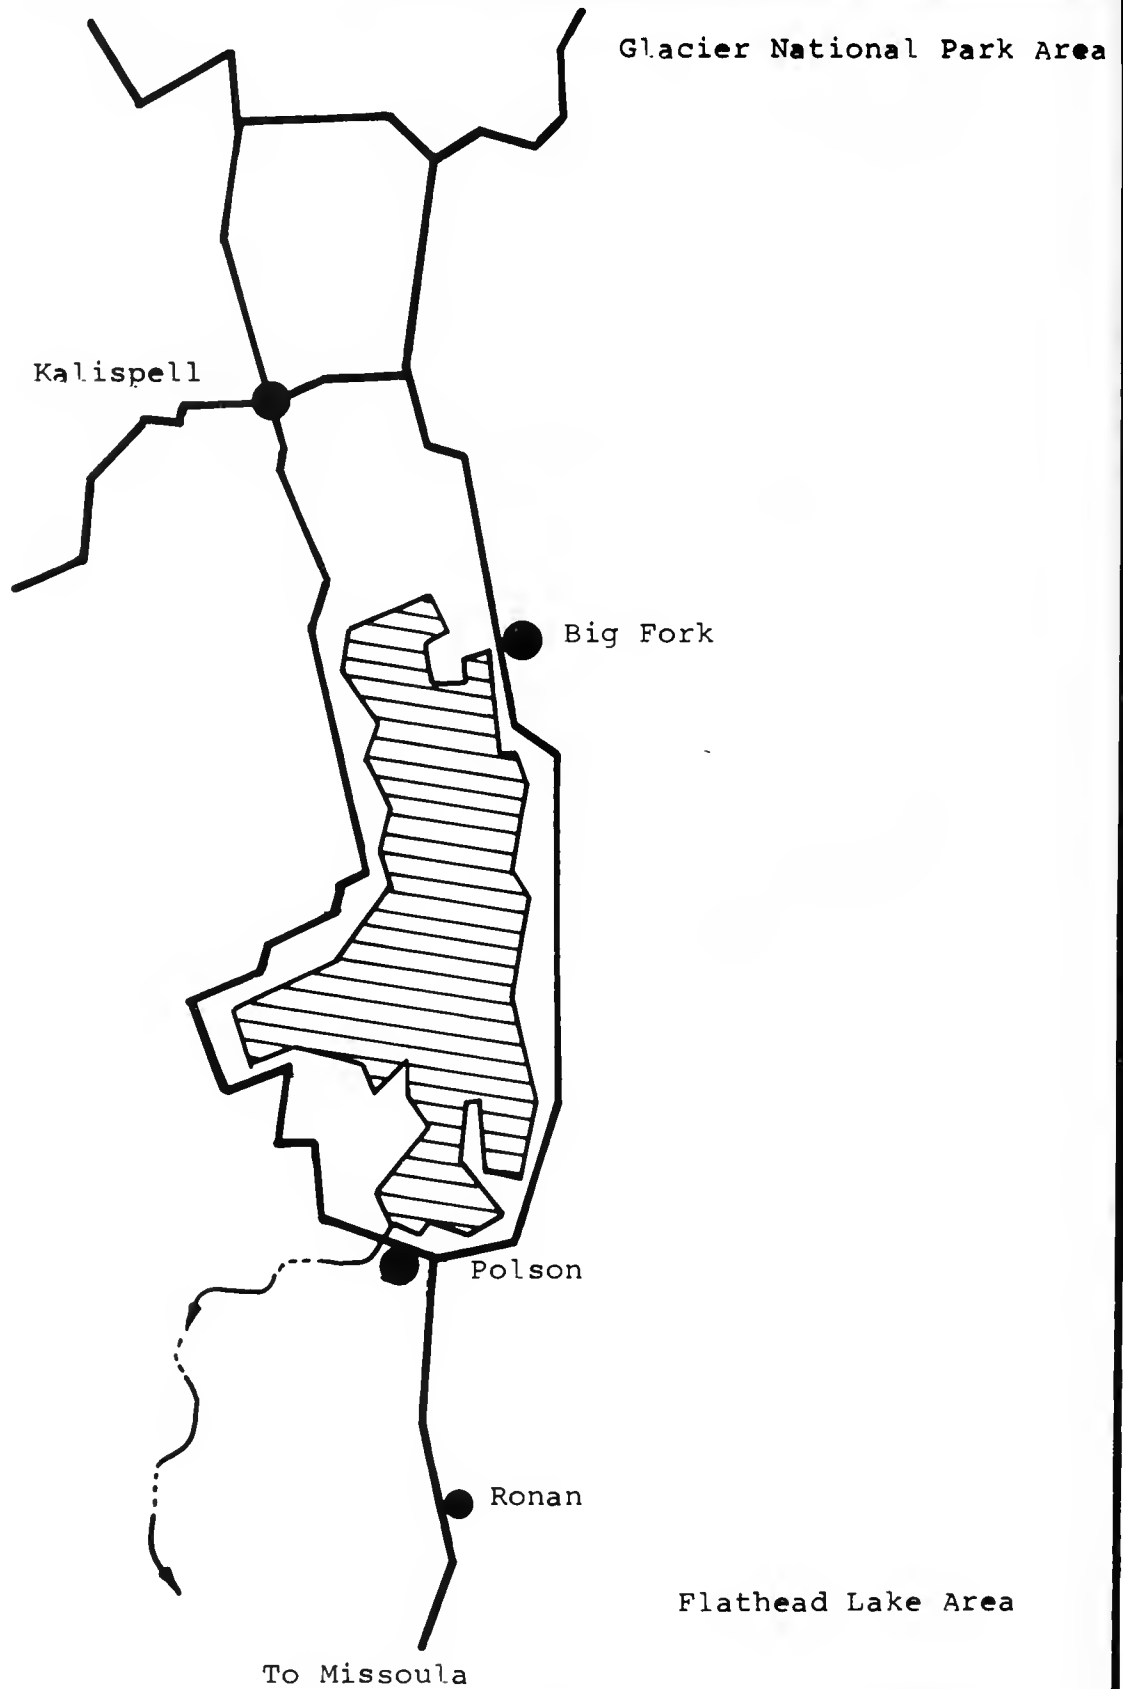 Glacier National Park Area
Kalispell
Big Fork
Polson
Ronan
Flathead Lake Area
To Missoula